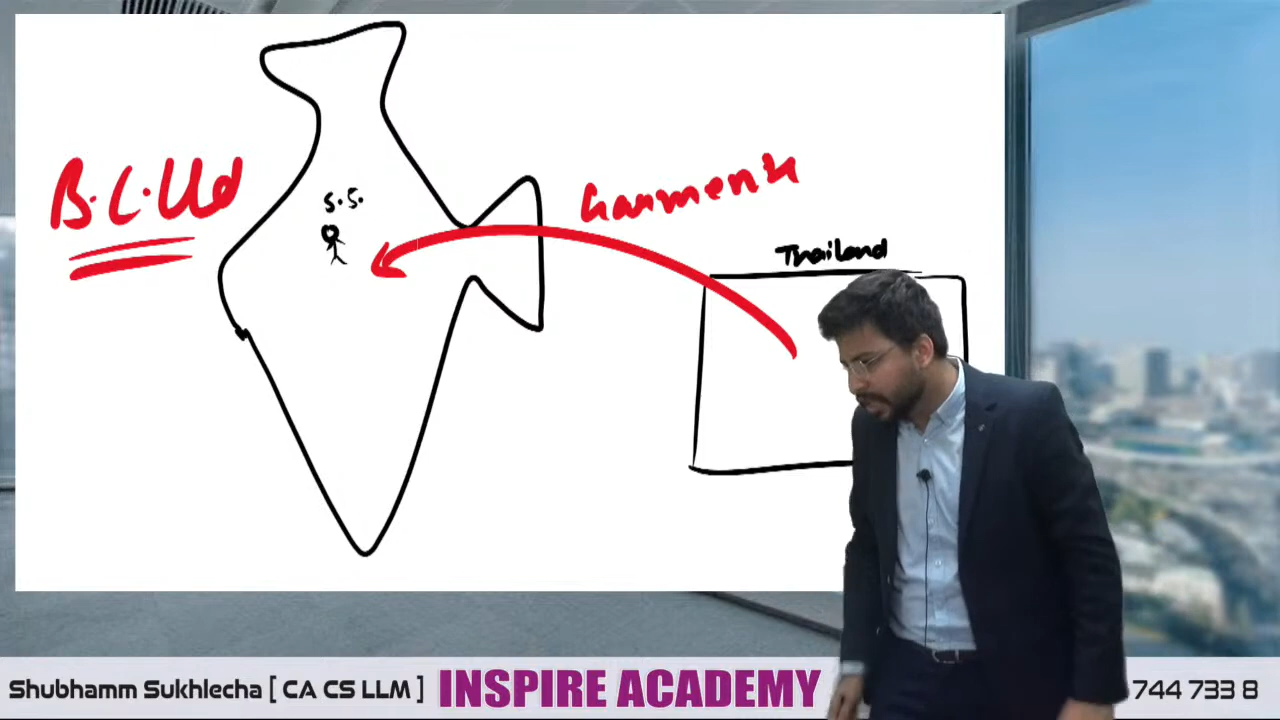 B.C.Ltd
S.S.
Garments
Thailand
Shubhamm Sukhlecha [ CA CS LLM ] INSPIRE ACADEMY 744 733 8